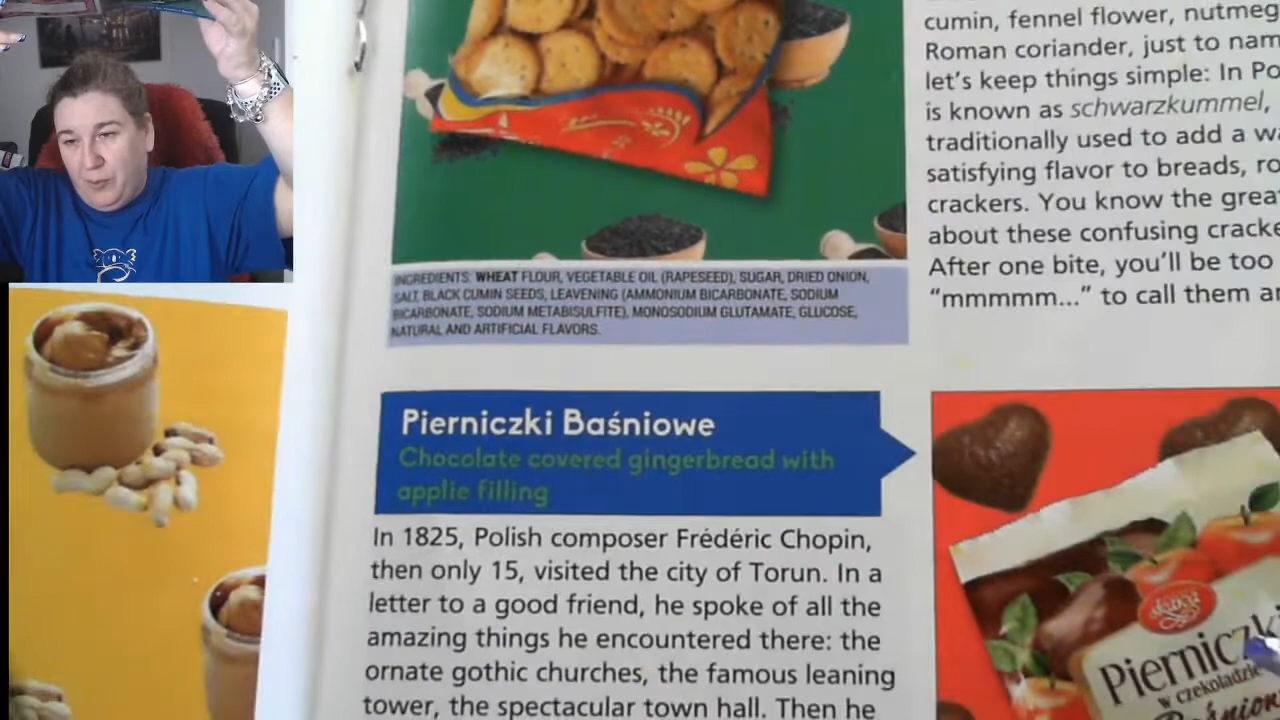 cumin, fennel flower, nutmeg
Roman coriander, just to nam
let's keep things simple: In Po
is known as schwarzkummel,
traditionally used to add a wa
satisfying flavor to breads, ro
crackers. You know the grea
about these confusing cracke
After one bite, you'll be too
"mmmmm..." to call them an
INGREDIENTS: WHEAT FLOUR, VEGETABLE OIL (RAPESEED), SUGAR, DRIED ONION,
SALT, BLACK CUMIN SEEDS, LEAVENING (AMMONIUM BICARBONATE, SODIUM
BICARBONATE, SODIUM METABISULFITE), MONOSODIUM GLUTAMATE, GLUCOSE,
NATURAL AND ARTIFICIAL FLAVORS.
Pierniczki Baśniowe
Chocolate covered gingerbread with
applie filling
In 1825, Polish composer Frédéric Chopin,
then only 15, visited the city of Torun. In a
letter to a good friend, he spoke of all the
amazing things he encountered there: the
ornate gothic churches, the famous leaning
tower, the spectacular town hall. Then he
skawa
Pierniczki
w czekoladzie